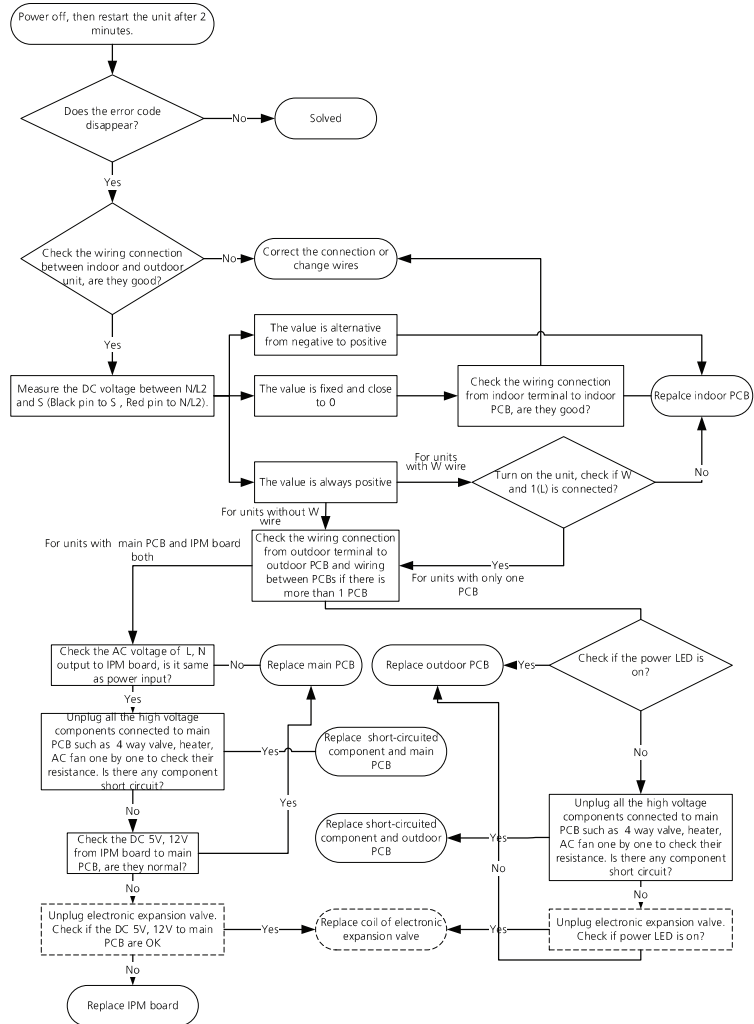 Power off, then restart the unit after 2
minutes.
Does the error code
disappear?
No
Solved
Yes
Check the wiring connection
between indoor and outdoor
unit, are they good?
No
Correct the connection or
change wires
Yes
The value is alternative
from negative to positive
Measure the DC voltage between N/L2
and S (Black pin to S , Red pin to N/L2).
The value is fixed and close
to 0
Check the wiring connection
from indoor terminal to indoor
PCB, are they good?
Repalce indoor PCB
The value is always positive
For units
with W wire
Turn on the unit, check if W
and 1(L) is connected?
No
For units without W
wire
Check the wiring connection
from outdoor terminal to
outdoor PCB and wiring
between PCBs if there is
more than 1 PCB
Yes
For units with only one
PCB
For units with  main PCB and IPM board
both
Check the AC voltage of  L, N
output to IPM board, is it same
as power input?
No
Replace main PCB
Replace outdoor PCB
Yes
Check if the power LED is
on?
Yes
Unplug all the high voltage
components connected to main
PCB such as  4 way valve, heater,
AC fan one by one to check their
resistance. Is there any component
short circuit?
Yes
Replace  short-circuited
component and main
PCB
No
No
Yes
Check the DC 5V, 12V
from IPM board to main
PCB, are they normal?
Replace short-circuited
component and outdoor
PCB
Yes
Unplug all the high voltage
components connected to main
PCB such as  4 way valve, heater,
AC fan one by one to check their
resistance. Is there any component
short circuit?
No
No
No
Unplug electronic expansion valve.
Check if the DC 5V, 12V to main
PCB are OK
Yes
Replace coil of electronic
expansion valve
Yes
Unplug electronic expansion valve.
Check if power LED is on?
No
Replace IPM board